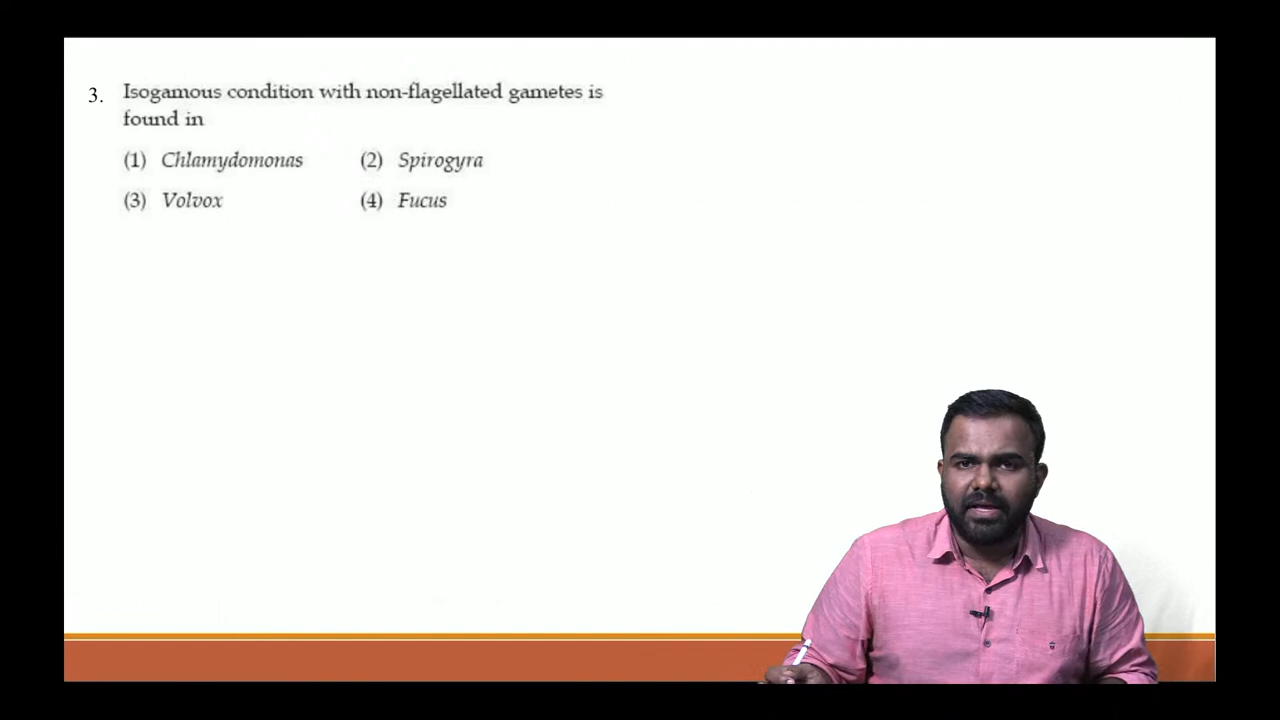 3. Isogamous condition with non-flagellated gametes is
found in
(1) Chlamydomonas (2) Spirogyra
(3) Volvox (4) Fucus